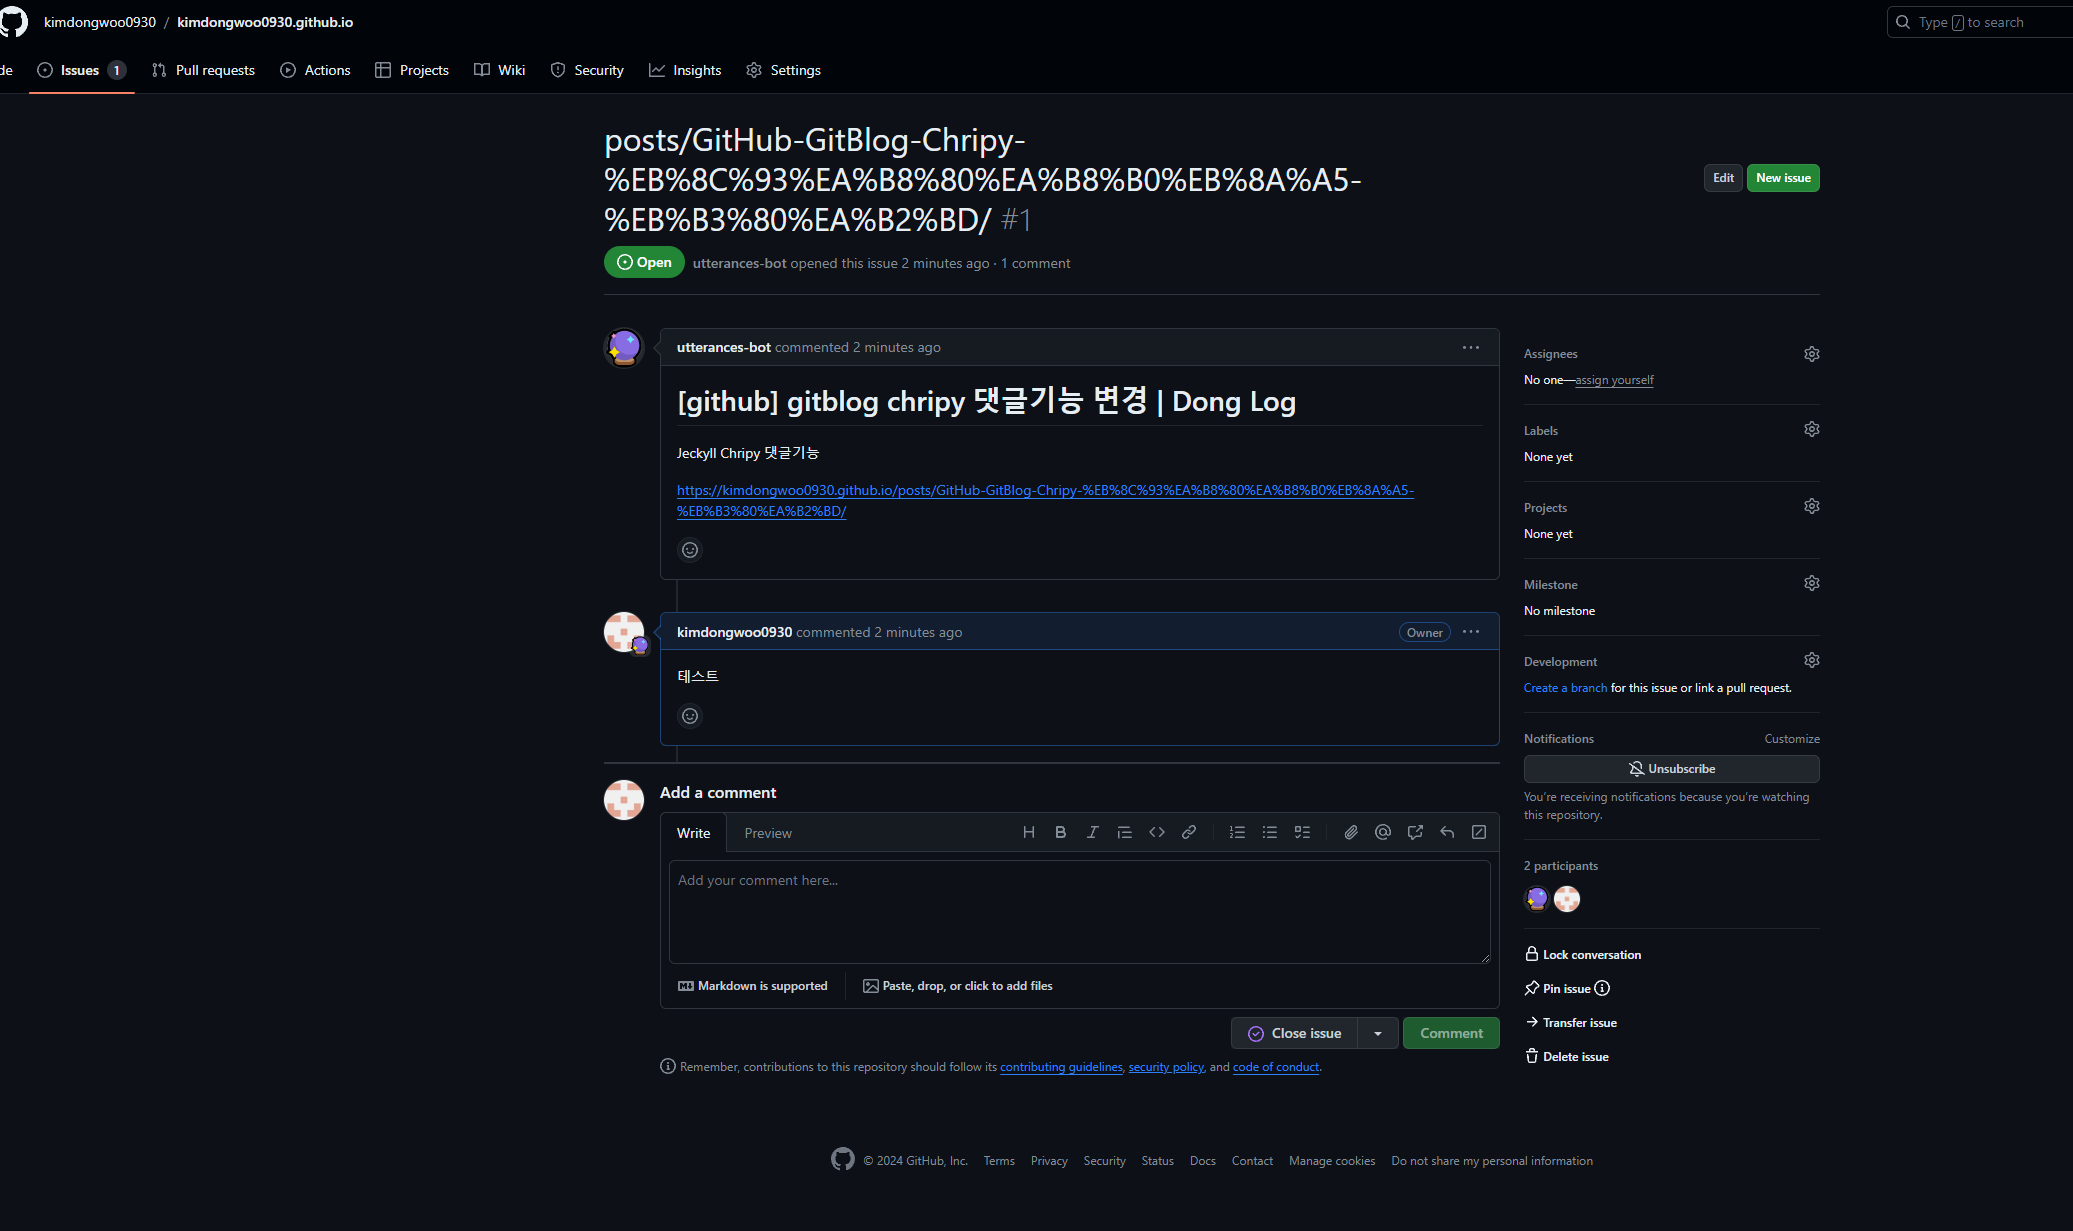 kimdongwoo0930 / kimdongwoo0930.github.io
Type / to search
de Issues 1 Pull requests Actions Projects Wiki Security Insights Settings
posts/GitHub-GitBlog-Chripy-
%EB%8C%93%EA%B8%80%EA%B8%B0%EB%8A%A5-
%EB%B3%80%EA%B2%BD/ #1
Edit New issue
Open utterances-bot opened this issue 2 minutes ago · 1 comment
utterances-bot commented 2 minutes ago
[github] gitblog chripy 댓글기능 변경 | Dong Log
Jeckyll Chripy 댓글기능
https://kimdongwoo0930.github.io/posts/GitHub-GitBlog-Chripy-%EB%8C%93%EA%B8%80%EA%B8%B0%EB%8A%A5-
%EB%B3%80%EA%B2%BD/
kimdongwoo0930 commented 2 minutes ago Owner
테스트
Add a comment
Write Preview
Add your comment here...
Markdown is supported Paste, drop, or click to add files
Close issue Comment
Remember, contributions to this repository should follow its contributing guidelines, security policy, and code of conduct.
Assignees
No one—assign yourself
Labels
None yet
Projects
None yet
Milestone
No milestone
Development
Create a branch for this issue or link a pull request.
Notifications Customize
Unsubscribe
You're receiving notifications because you're watching
this repository.
2 participants
Lock conversation
Pin issue
Transfer issue
Delete issue
© 2024 GitHub, Inc. Terms Privacy Security Status Docs Contact Manage cookies Do not share my personal information